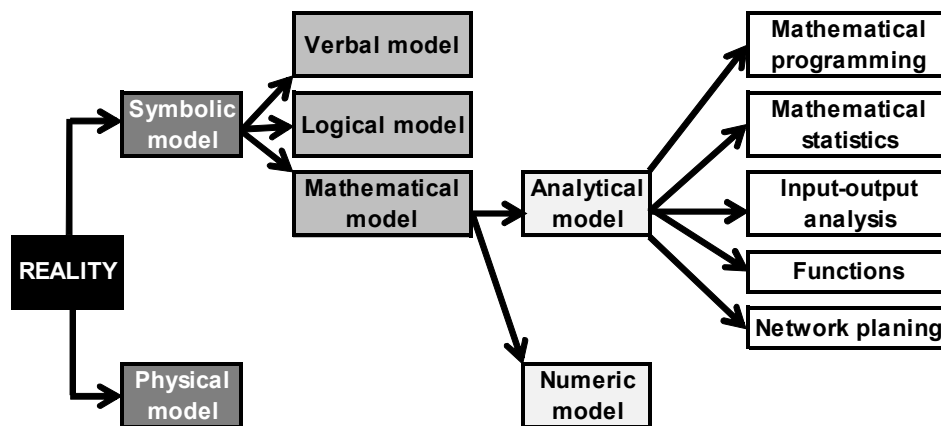 REALITY
Symbolic
model
Physical
model
Verbal model
Logical model
Mathematical
model
Analytical
model
Numeric
model
Mathematical
programming
Mathematical
statistics
Input-output
analysis
Functions
Network planing